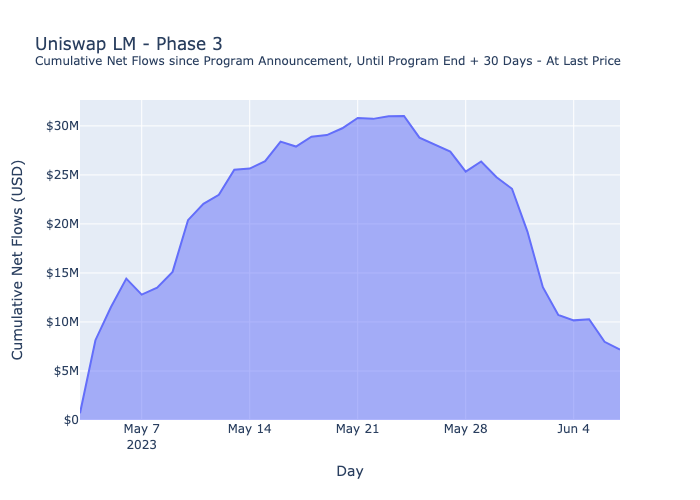 Uniswap LM - Phase 3
Cumulative Net Flows since Program Announcement, Until Program End + 30 Days - At Last Price
Cumulative Net Flows (USD)
$30M
$25M
$20M
$15M
$10M
$5M
$0
May 7
2023
May 14
May 21
May 28
Jun 4
Day